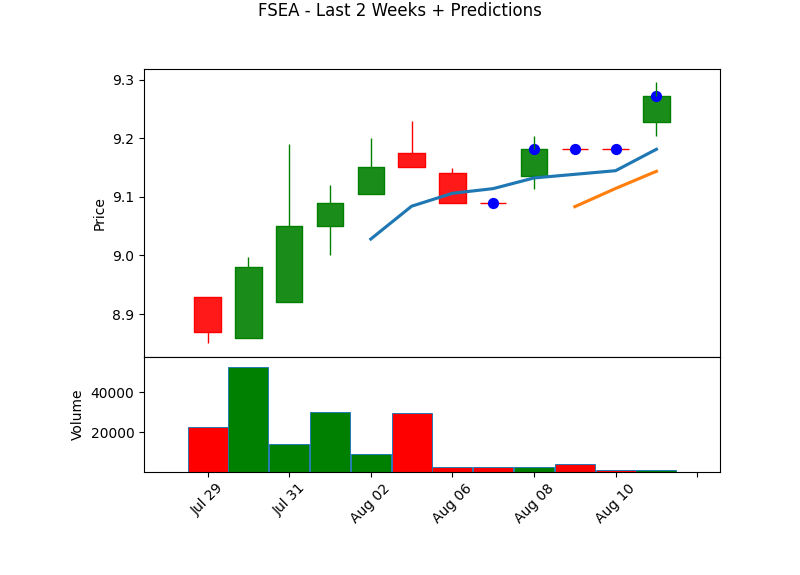 FSEA - Last 2 Weeks + Predictions
9.3
9.2
9.1
9.0
8.9
Price
40000
20000
Volume
Jul 29
Jul 31
Aug 02
Aug 06
Aug 08
Aug 10